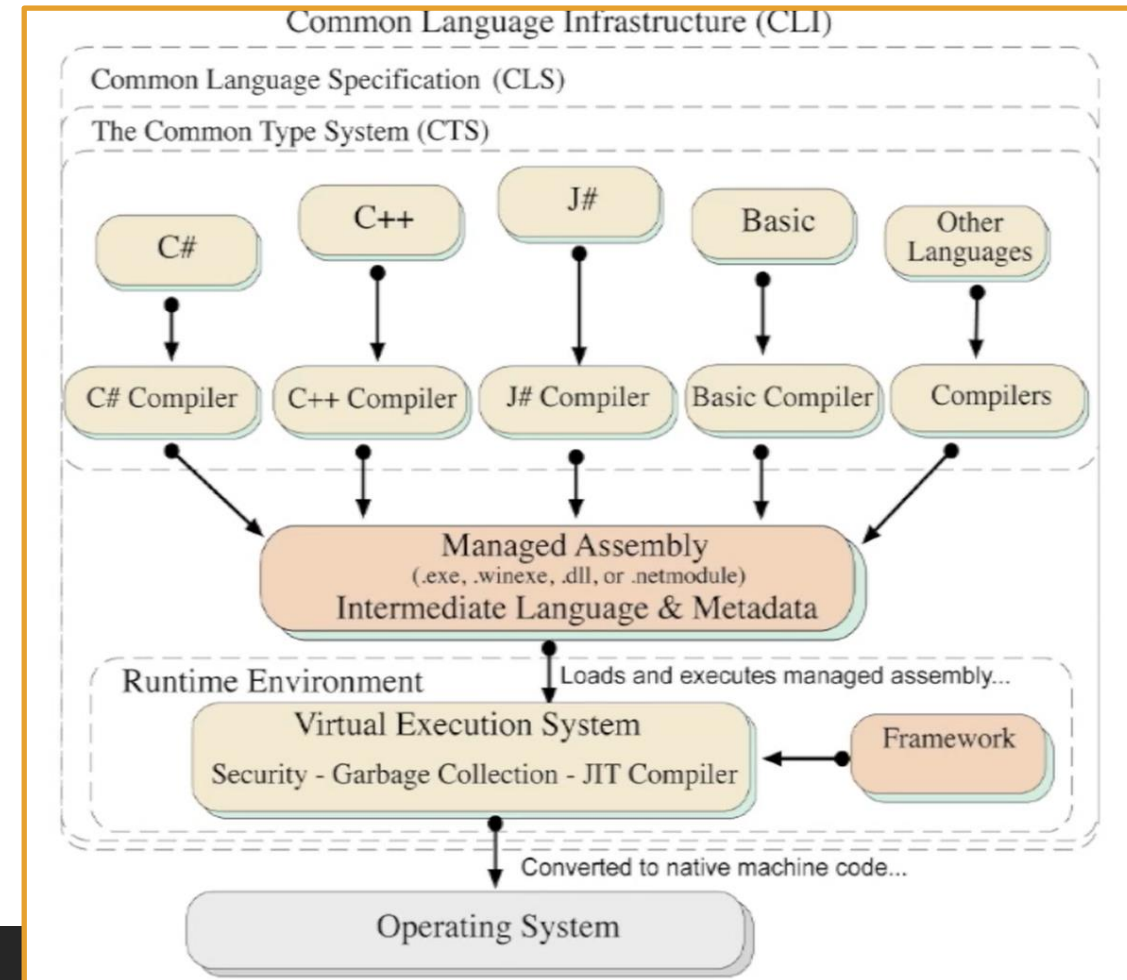 Common Language Infrastructure (CLI)
Common Language Specification (CLS)
The Common Type System (CTS)
C#
C++
J#
Basic
Other
Languages
C# Compiler
C++ Compiler
J# Compiler
Basic Compiler
Compilers
Managed Assembly
(.exe, .winexe, .dll, or .netmodule)
Intermediate Language & Metadata
Runtime Environment
Loads and executes managed assembly...
Virtual Execution System
Security - Garbage Collection - JIT Compiler
Framework
Converted to native machine code...
Operating System